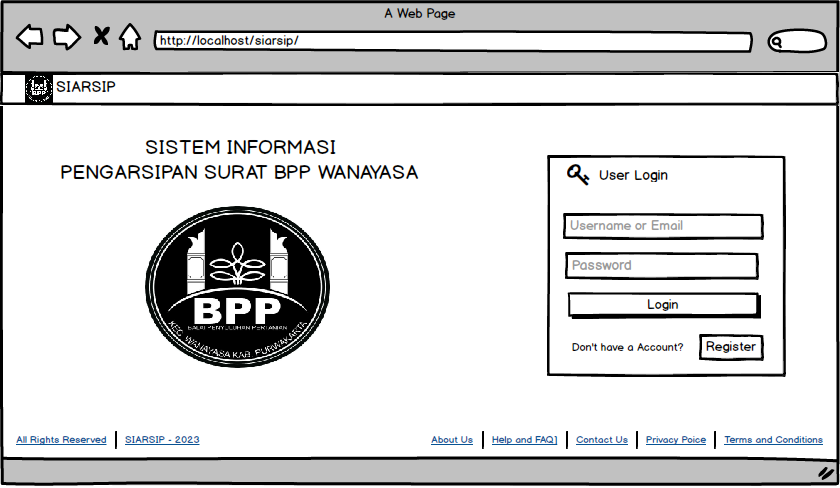 A Web Page
http://localhost/siarsip/
BPP
SIARSIP
SISTEM INFORMASI
PENGARSIPAN SURAT BPP WANAYASA
BPP
BALAI PENYULUHAN PERTANIAN
KEC. WANAYASA KAB. PURWAKARTA
User Login
Username or Email
Password
Login
Don't have a Account?
Register
All Rights Reserved
SIARSIP - 2023
About Us
Help and FAQ]
Contact Us
Privacy Poice
Terms and Conditions